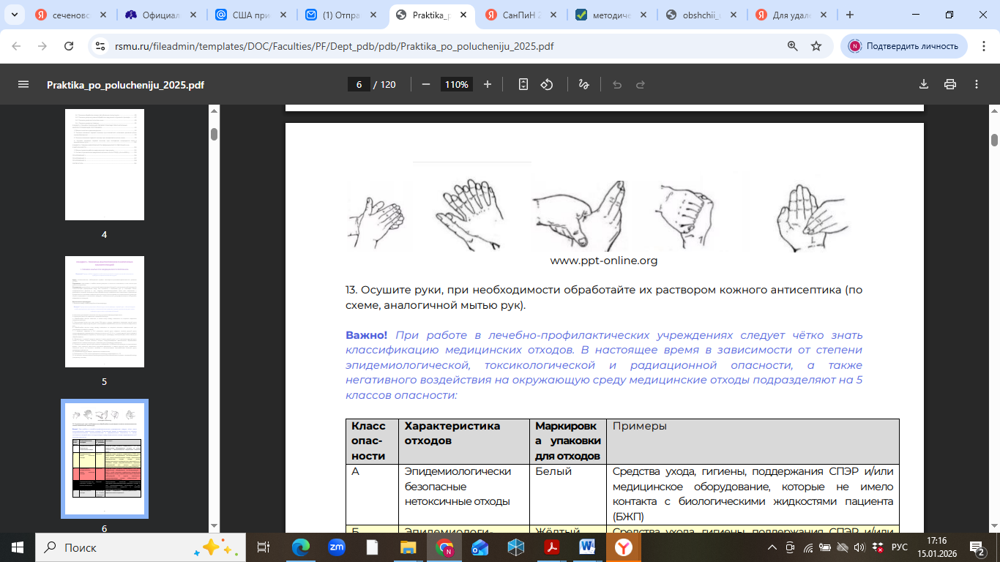 сеченовс
Официал
США при
(1) Отпра
Praktika_p
СанПиН 2
методиче
obshchii_u
Для удале
rsmu.ru/fileadmin/templates/DOC/Faculties/PF/Dept_pdb/pdb/Praktika_po_polucheniju_2025.pdf
N Подтвердить личность
Praktika_po_polucheniju_2025.pdf
6 / 120
110%
4
5
6
www.ppt-online.org
13. Осушите руки, при необходимости обработайте их раствором кожного антисептика (по
схеме, аналогичной мытью рук).
Важно! При работе в лечебно-профилактических учреждениях следует чётко знать
классификацию медицинских отходов. В настоящее время в зависимости от степени
эпидемиологической, токсикологической и радиационной опасности, а также
негативного воздействия на окружающую среду медицинские отходы подразделяют на 5
классов опасности:
Класс опас-ности
Характеристика отходов
Маркировк а упаковки для отходов
Примеры
А
Эпидемиологически
безопасные
нетоксичные отходы
Белый
Средства ухода, гигиены, поддержания СПЭР и/или
медицинское оборудование, которые не имело
контакта с биологическими жидкостями пациента
(БЖП)
Б
Эпидемиологи-
Жёлтый
Средства ухода, гигиены, поддержания СПЭР и/или
Поиск
zm
N
РУС
17:16
15.01.2026
2